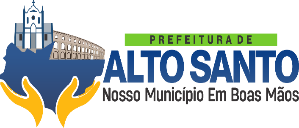 PREFEITURA DE
ALTO SANTO
Nosso Município Em Boas Mãos